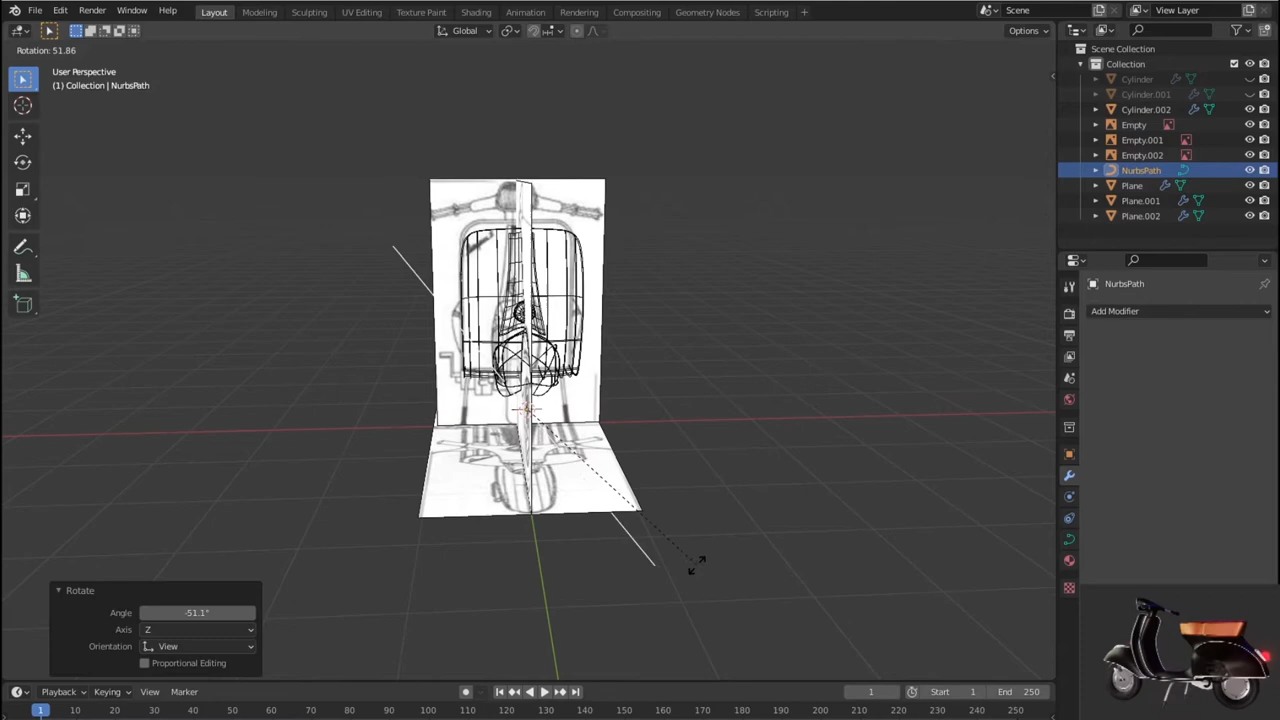 File Edit Render Window Help Layout Modeling Sculpting UV Editing Texture Paint Shading Animation Rendering Compositing Geometry Nodes Scripting + Scene View Layer
Global Options
Rotation: 51.86
User Perspective
(1) Collection | NurbsPath
Scene Collection
Collection
Cylinder
Cylinder.001
Cylinder.002
Empty
Empty.001
Empty.002
NurbsPath
Plane
Plane.001
Plane.002
NurbsPath
Add Modifier
Rotate
Angle -51.1°
Axis Z
Orientation View
Proportional Editing
Playback Keying View Marker 1 Start 1 End 250
1 10 20 30 40 50 60 70 80 90 100 110 120 130 140 150 160 170 180 190 200 210 220 230 240 250